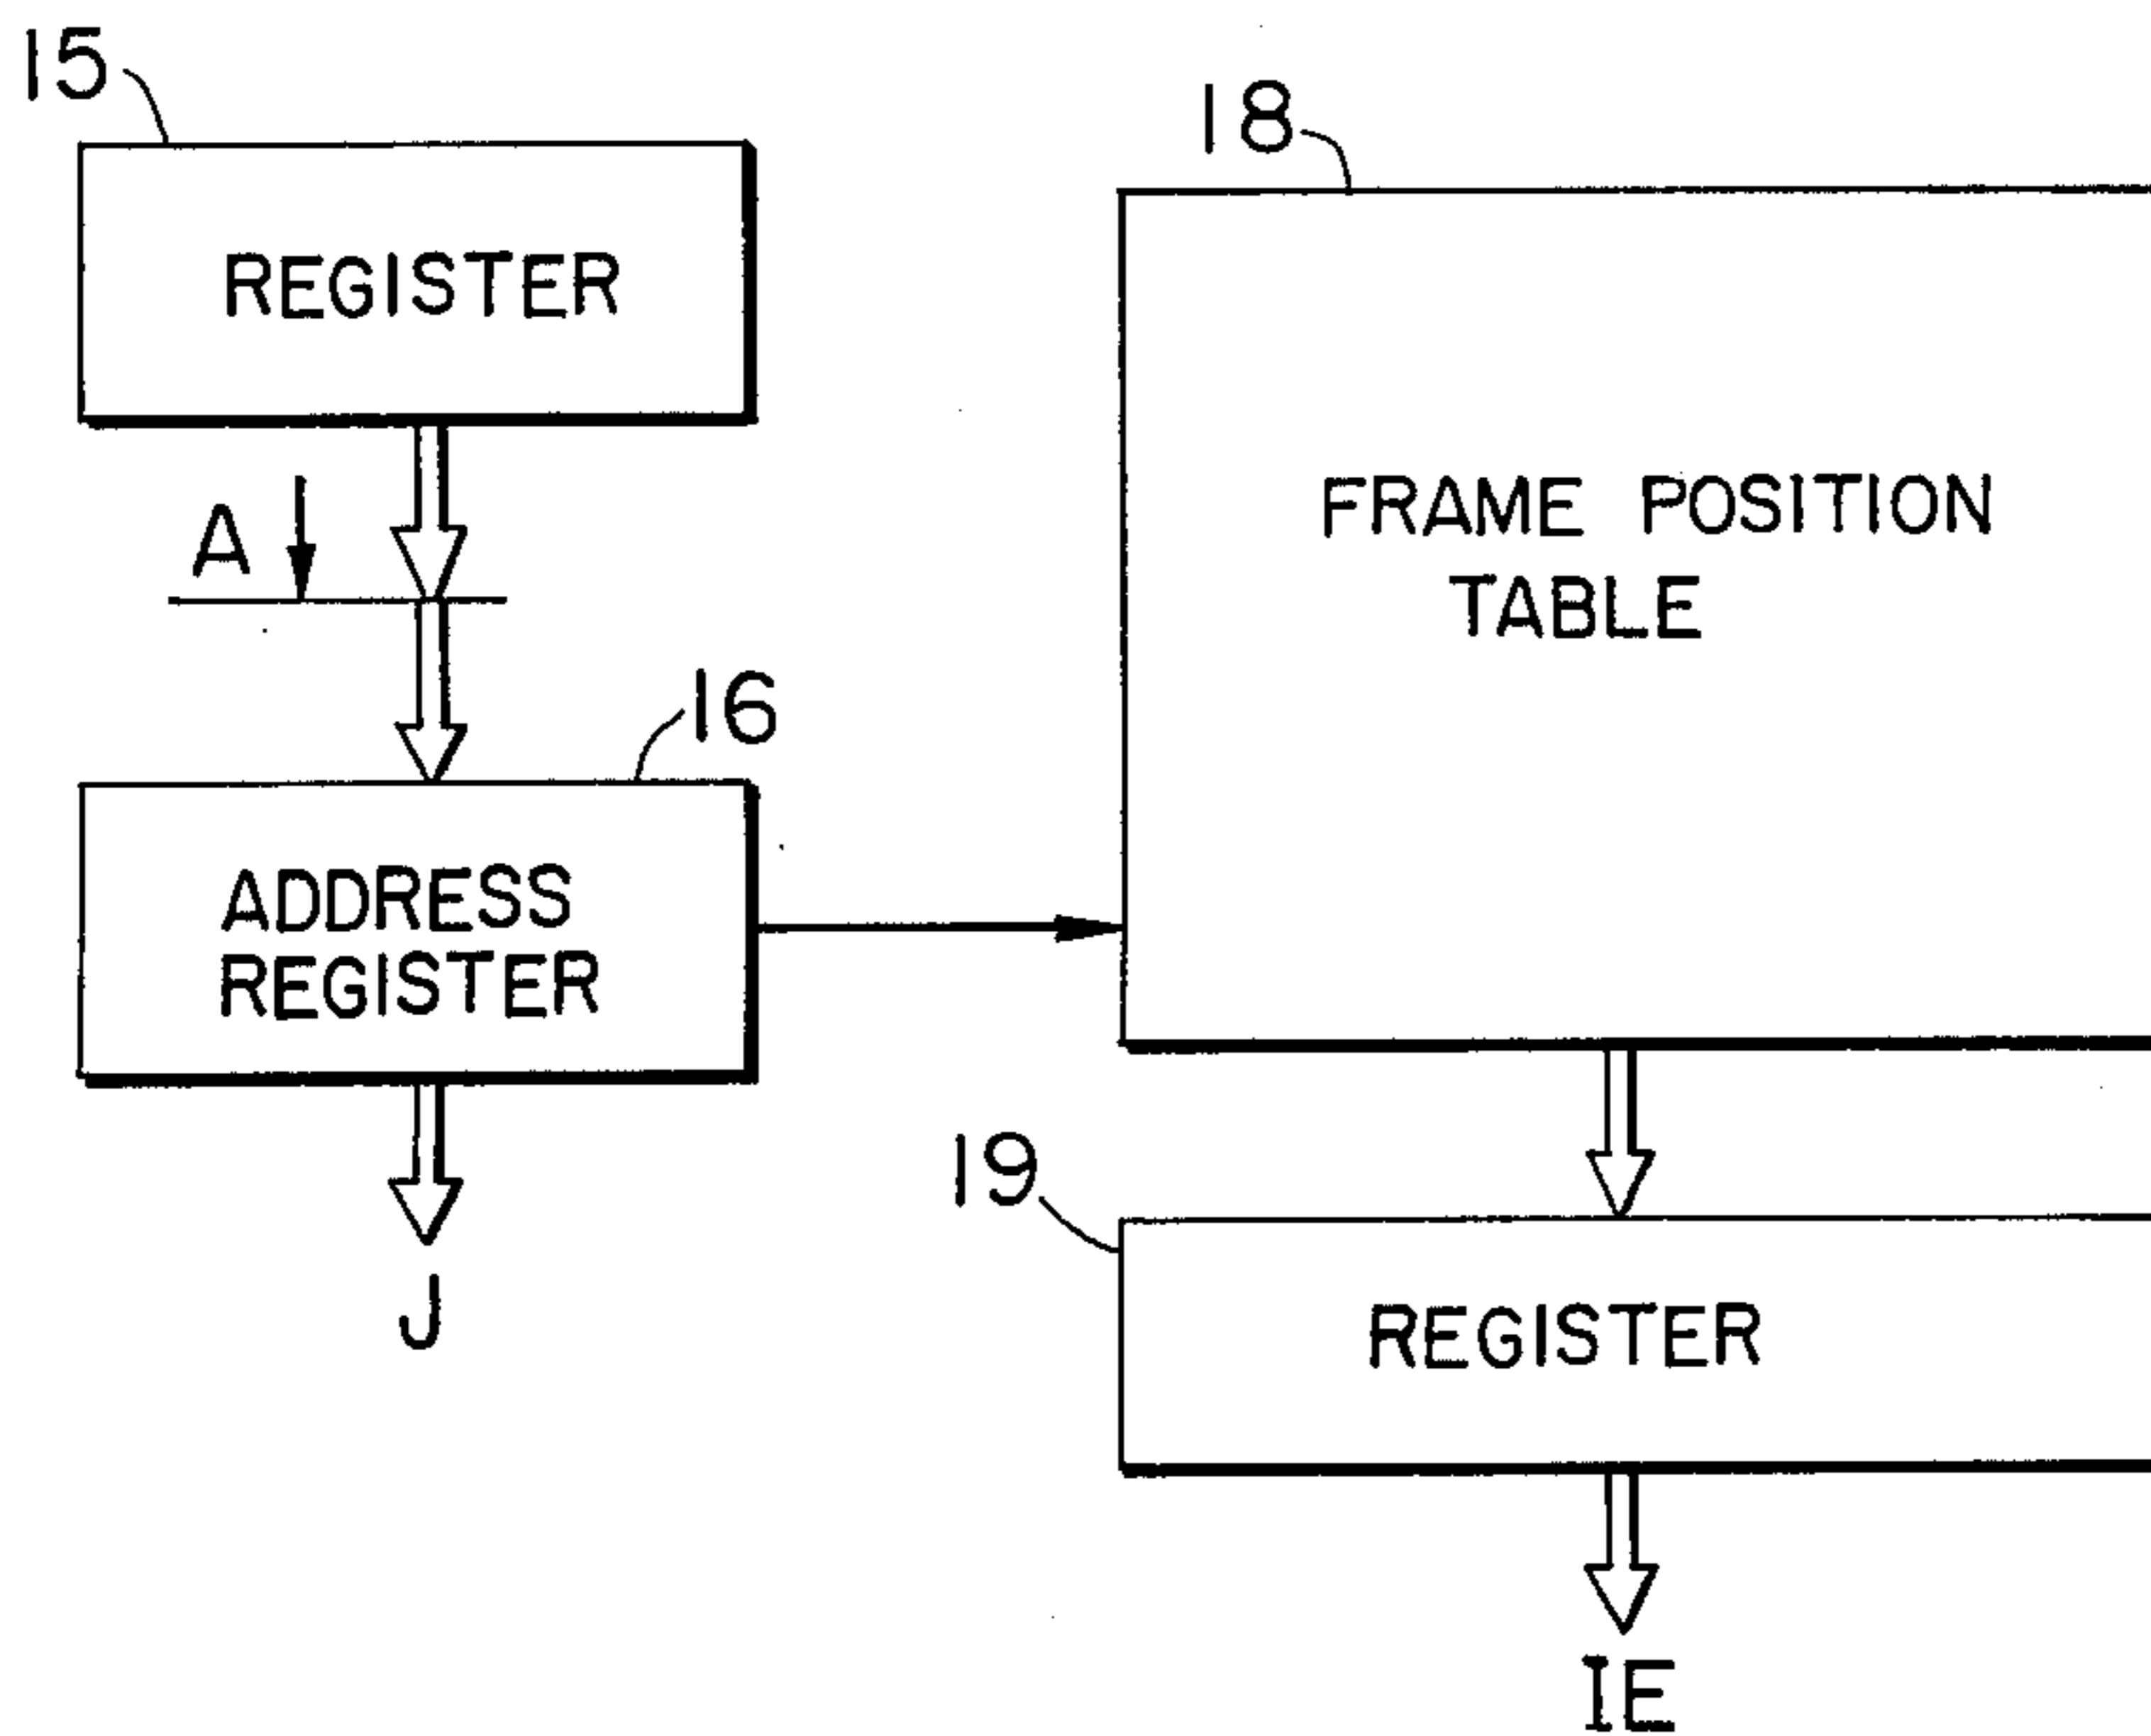 15
REGISTER
A
16
ADDRESS
REGISTER
J
18
FRAME POSITION
TABLE
19
REGISTER
IE